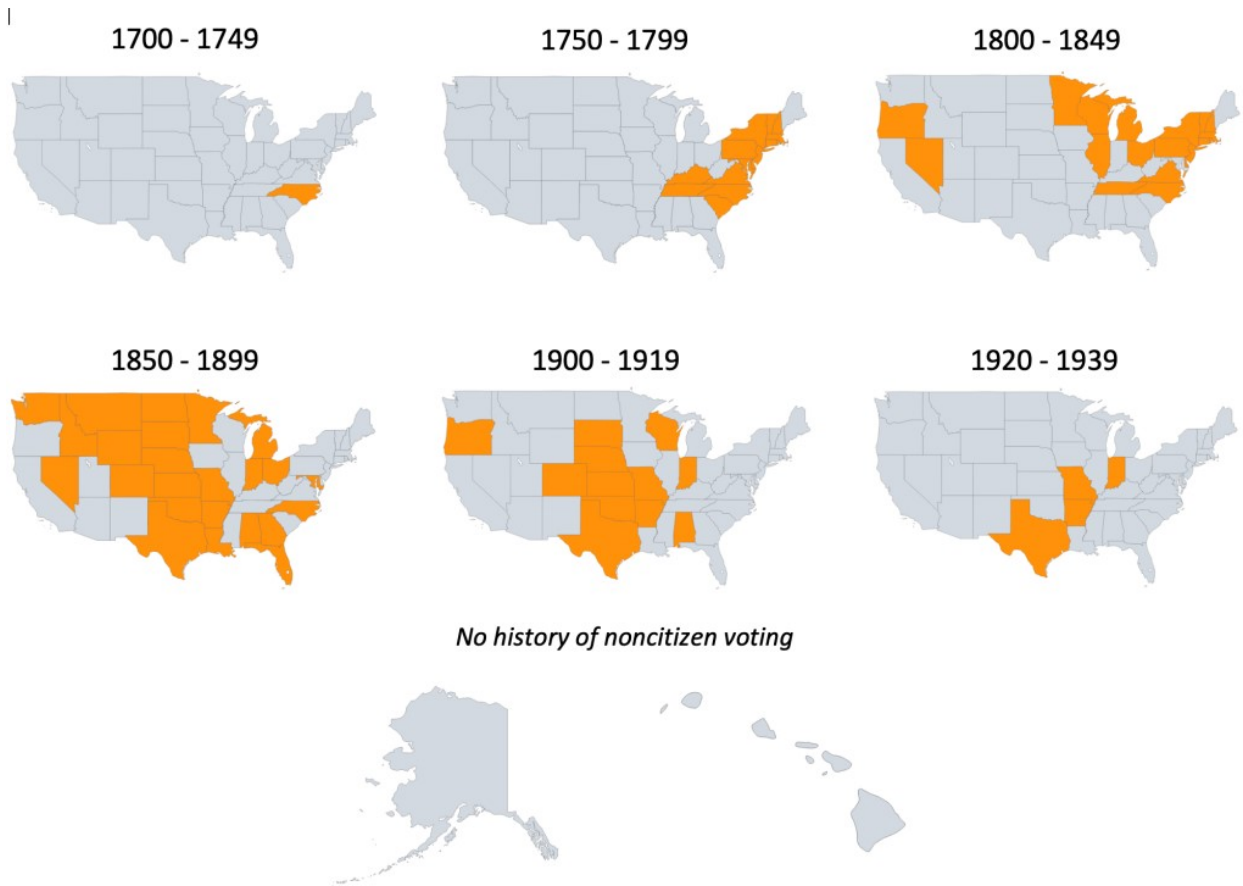 1700 - 1749
1750 - 1799
1800 - 1849
1850 - 1899
1900 - 1919
1920 - 1939
No history of noncitizen voting